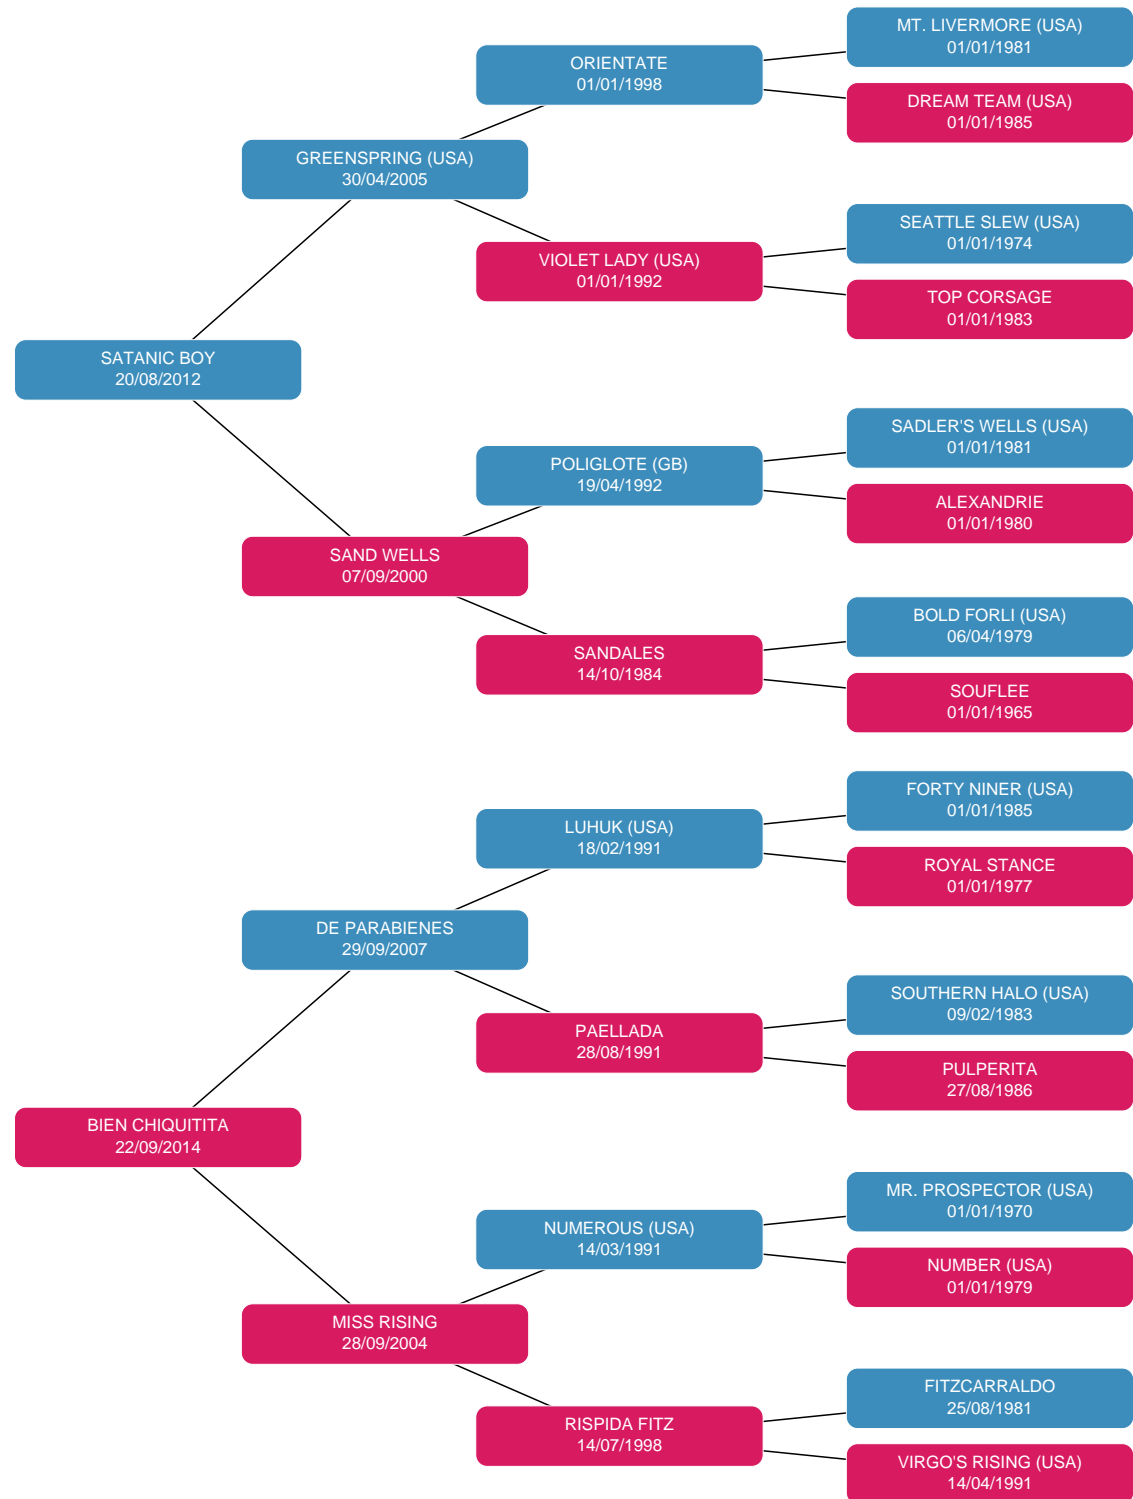 MT. LIVERMORE (USA)
01/01/1981
ORIENTATE
01/01/1998
DREAM TEAM (USA)
01/01/1985
GREENSPRING (USA)
30/04/2005
SEATTLE SLEW (USA)
01/01/1974
VIOLET LADY (USA)
01/01/1992
TOP CORSAGE
01/01/1983
SATANIC BOY
20/08/2012
SADLER'S WELLS (USA)
01/01/1981
POLIGLOTE (GB)
19/04/1992
ALEXANDRIE
01/01/1980
SAND WELLS
07/09/2000
BOLD FORLI (USA)
06/04/1979
SANDALES
14/10/1984
SOUFLEE
01/01/1965
FORTY NINER (USA)
01/01/1985
LUHUK (USA)
18/02/1991
ROYAL STANCE
01/01/1977
DE PARABIENES
29/09/2007
SOUTHERN HALO (USA)
09/02/1983
PAELLADA
28/08/1991
PULPERITA
27/08/1986
BIEN CHIQUITITA
22/09/2014
MR. PROSPECTOR (USA)
01/01/1970
NUMEROUS (USA)
14/03/1991
NUMBER (USA)
01/01/1979
MISS RISING
28/09/2004
FITZCARRALDO
25/08/1981
RISPIDA FITZ
14/07/1998
VIRGO'S RISING (USA)
14/04/1991